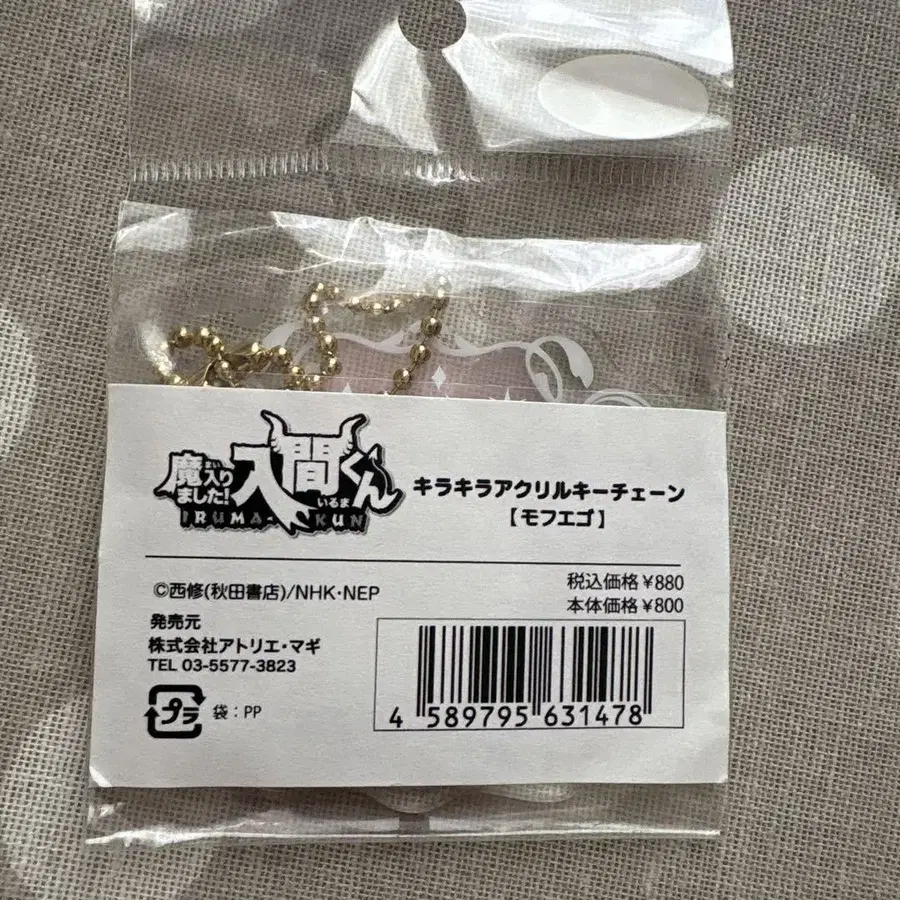 魔入り
まい
ました!
入間くん
いるま
IRUMA-KUN
キラキラアクリルキーチェーン
【モフエゴ】
©西修(秋田書店)/NHK・NEP
税込価格¥880
本体価格¥800
発売元
株式会社アトリエ・マギ
TEL 03-5577-3823
プラ
袋:PP
4 589795 631478